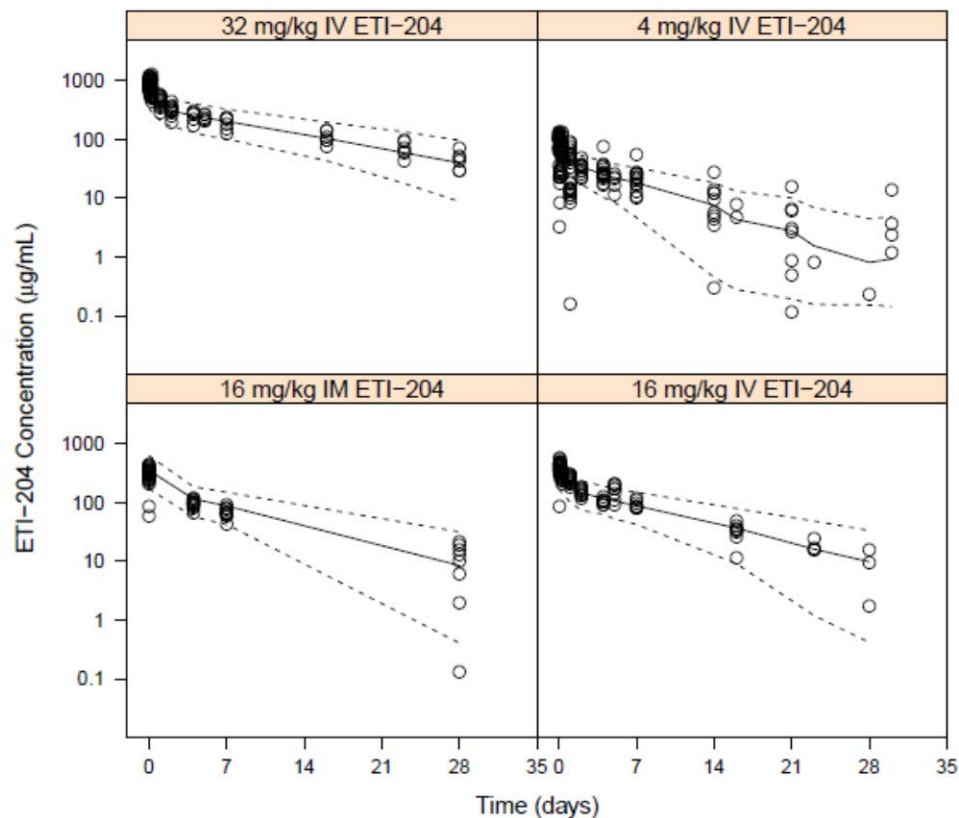 32 mg/kg IV ETI−204
4 mg/kg IV ETI−204
1000
100
10
1
0.1
16 mg/kg IM ETI−204
16 mg/kg IV ETI−204
1000
100
10
1
0.1
ETI−204 Concentration (μg/mL)
0 7 14 21 28 35 0 7 14 21 28 35
Time (days)